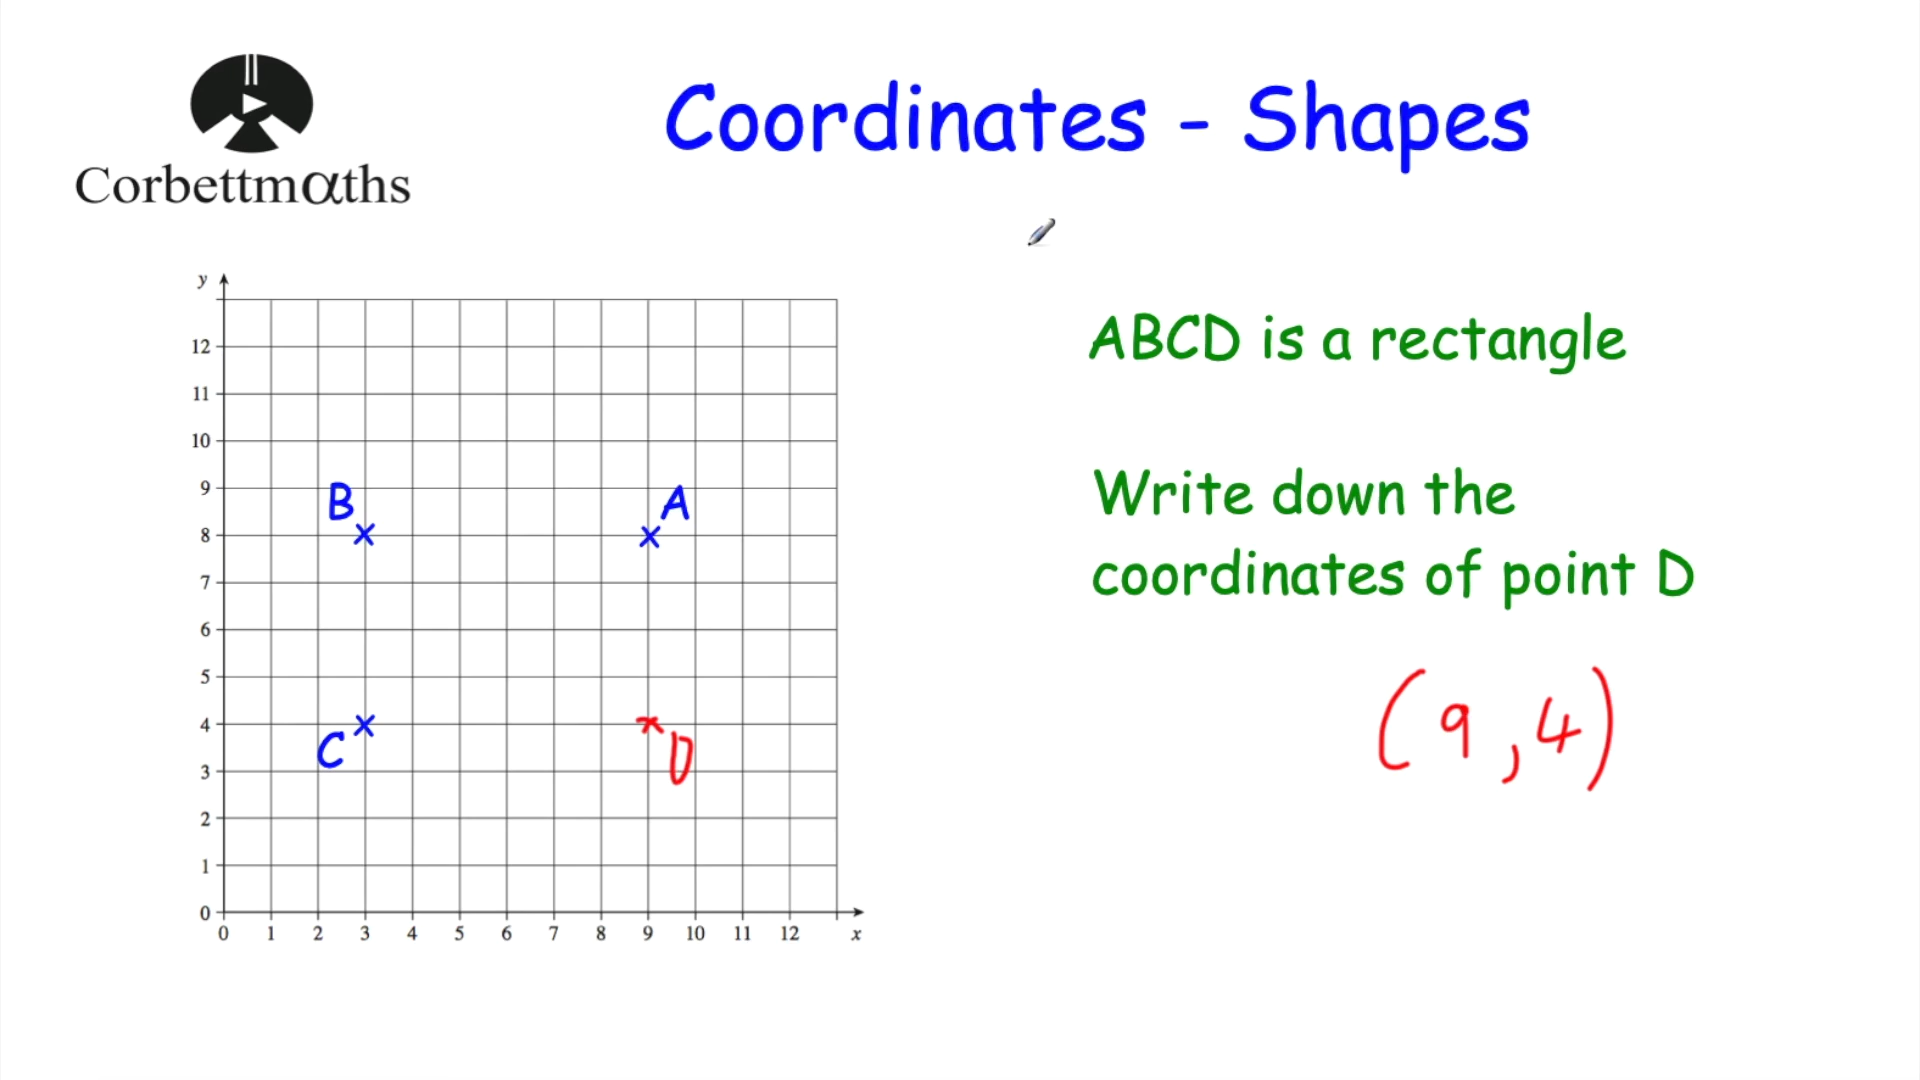 Corbettmαths
Coordinates - Shapes
y
12
11
10
9
8
7
6
5
4
3
2
1
0
0 1 2 3 4 5 6 7 8 9 10 11 12 x
B
A
C
D
ABCD is a rectangle
Write down the
coordinates of point D
(9,4)